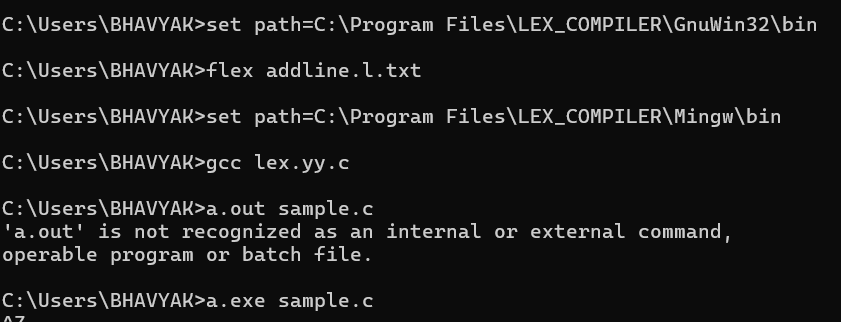 C:\Users\BHAVYAK>set path=C:\Program Files\LEX_COMPILER\GnuWin32\bin
C:\Users\BHAVYAK>flex addline.l.txt
C:\Users\BHAVYAK>set path=C:\Program Files\LEX_COMPILER\Mingw\bin
C:\Users\BHAVYAK>gcc lex.yy.c
C:\Users\BHAVYAK>a.out sample.c
'a.out' is not recognized as an internal or external command,
operable program or batch file.
C:\Users\BHAVYAK>a.exe sample.c